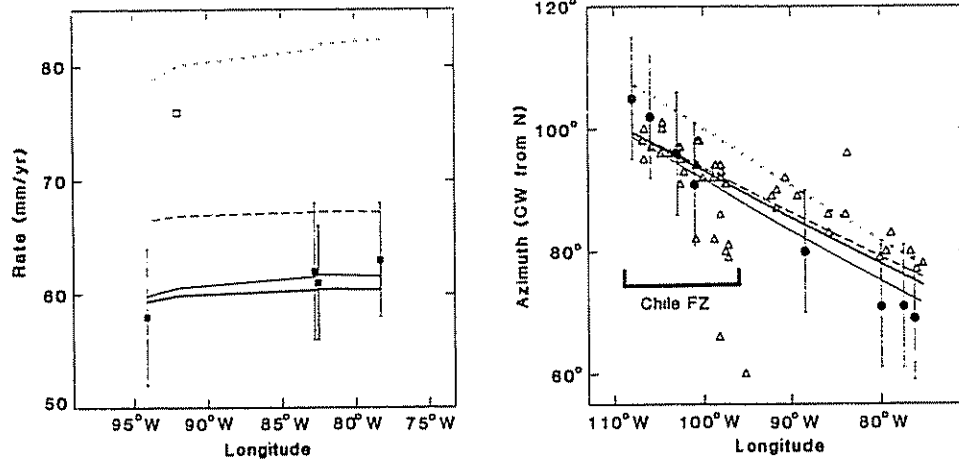 80
70
60
50
Rate (mm/yr)
95°W 90°W 85°W 80°W 75°W
Longitude
120°
100°
80°
60°
Azimuth (CW from N)
Chile FZ
110°W 100°W 90°W 80°W
Longitude